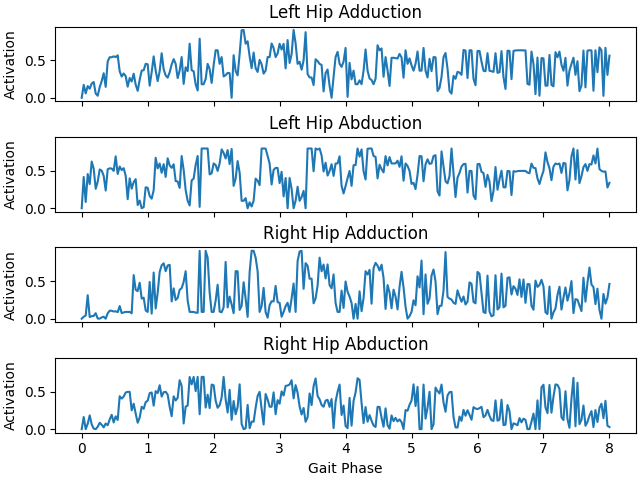 Left Hip Adduction
Activation
0.5
0.0
Left Hip Abduction
Activation
0.5
0.0
Right Hip Adduction
Activation
0.5
0.0
Right Hip Abduction
Activation
0.5
0.0
0 1 2 3 4 5 6 7 8
Gait Phase